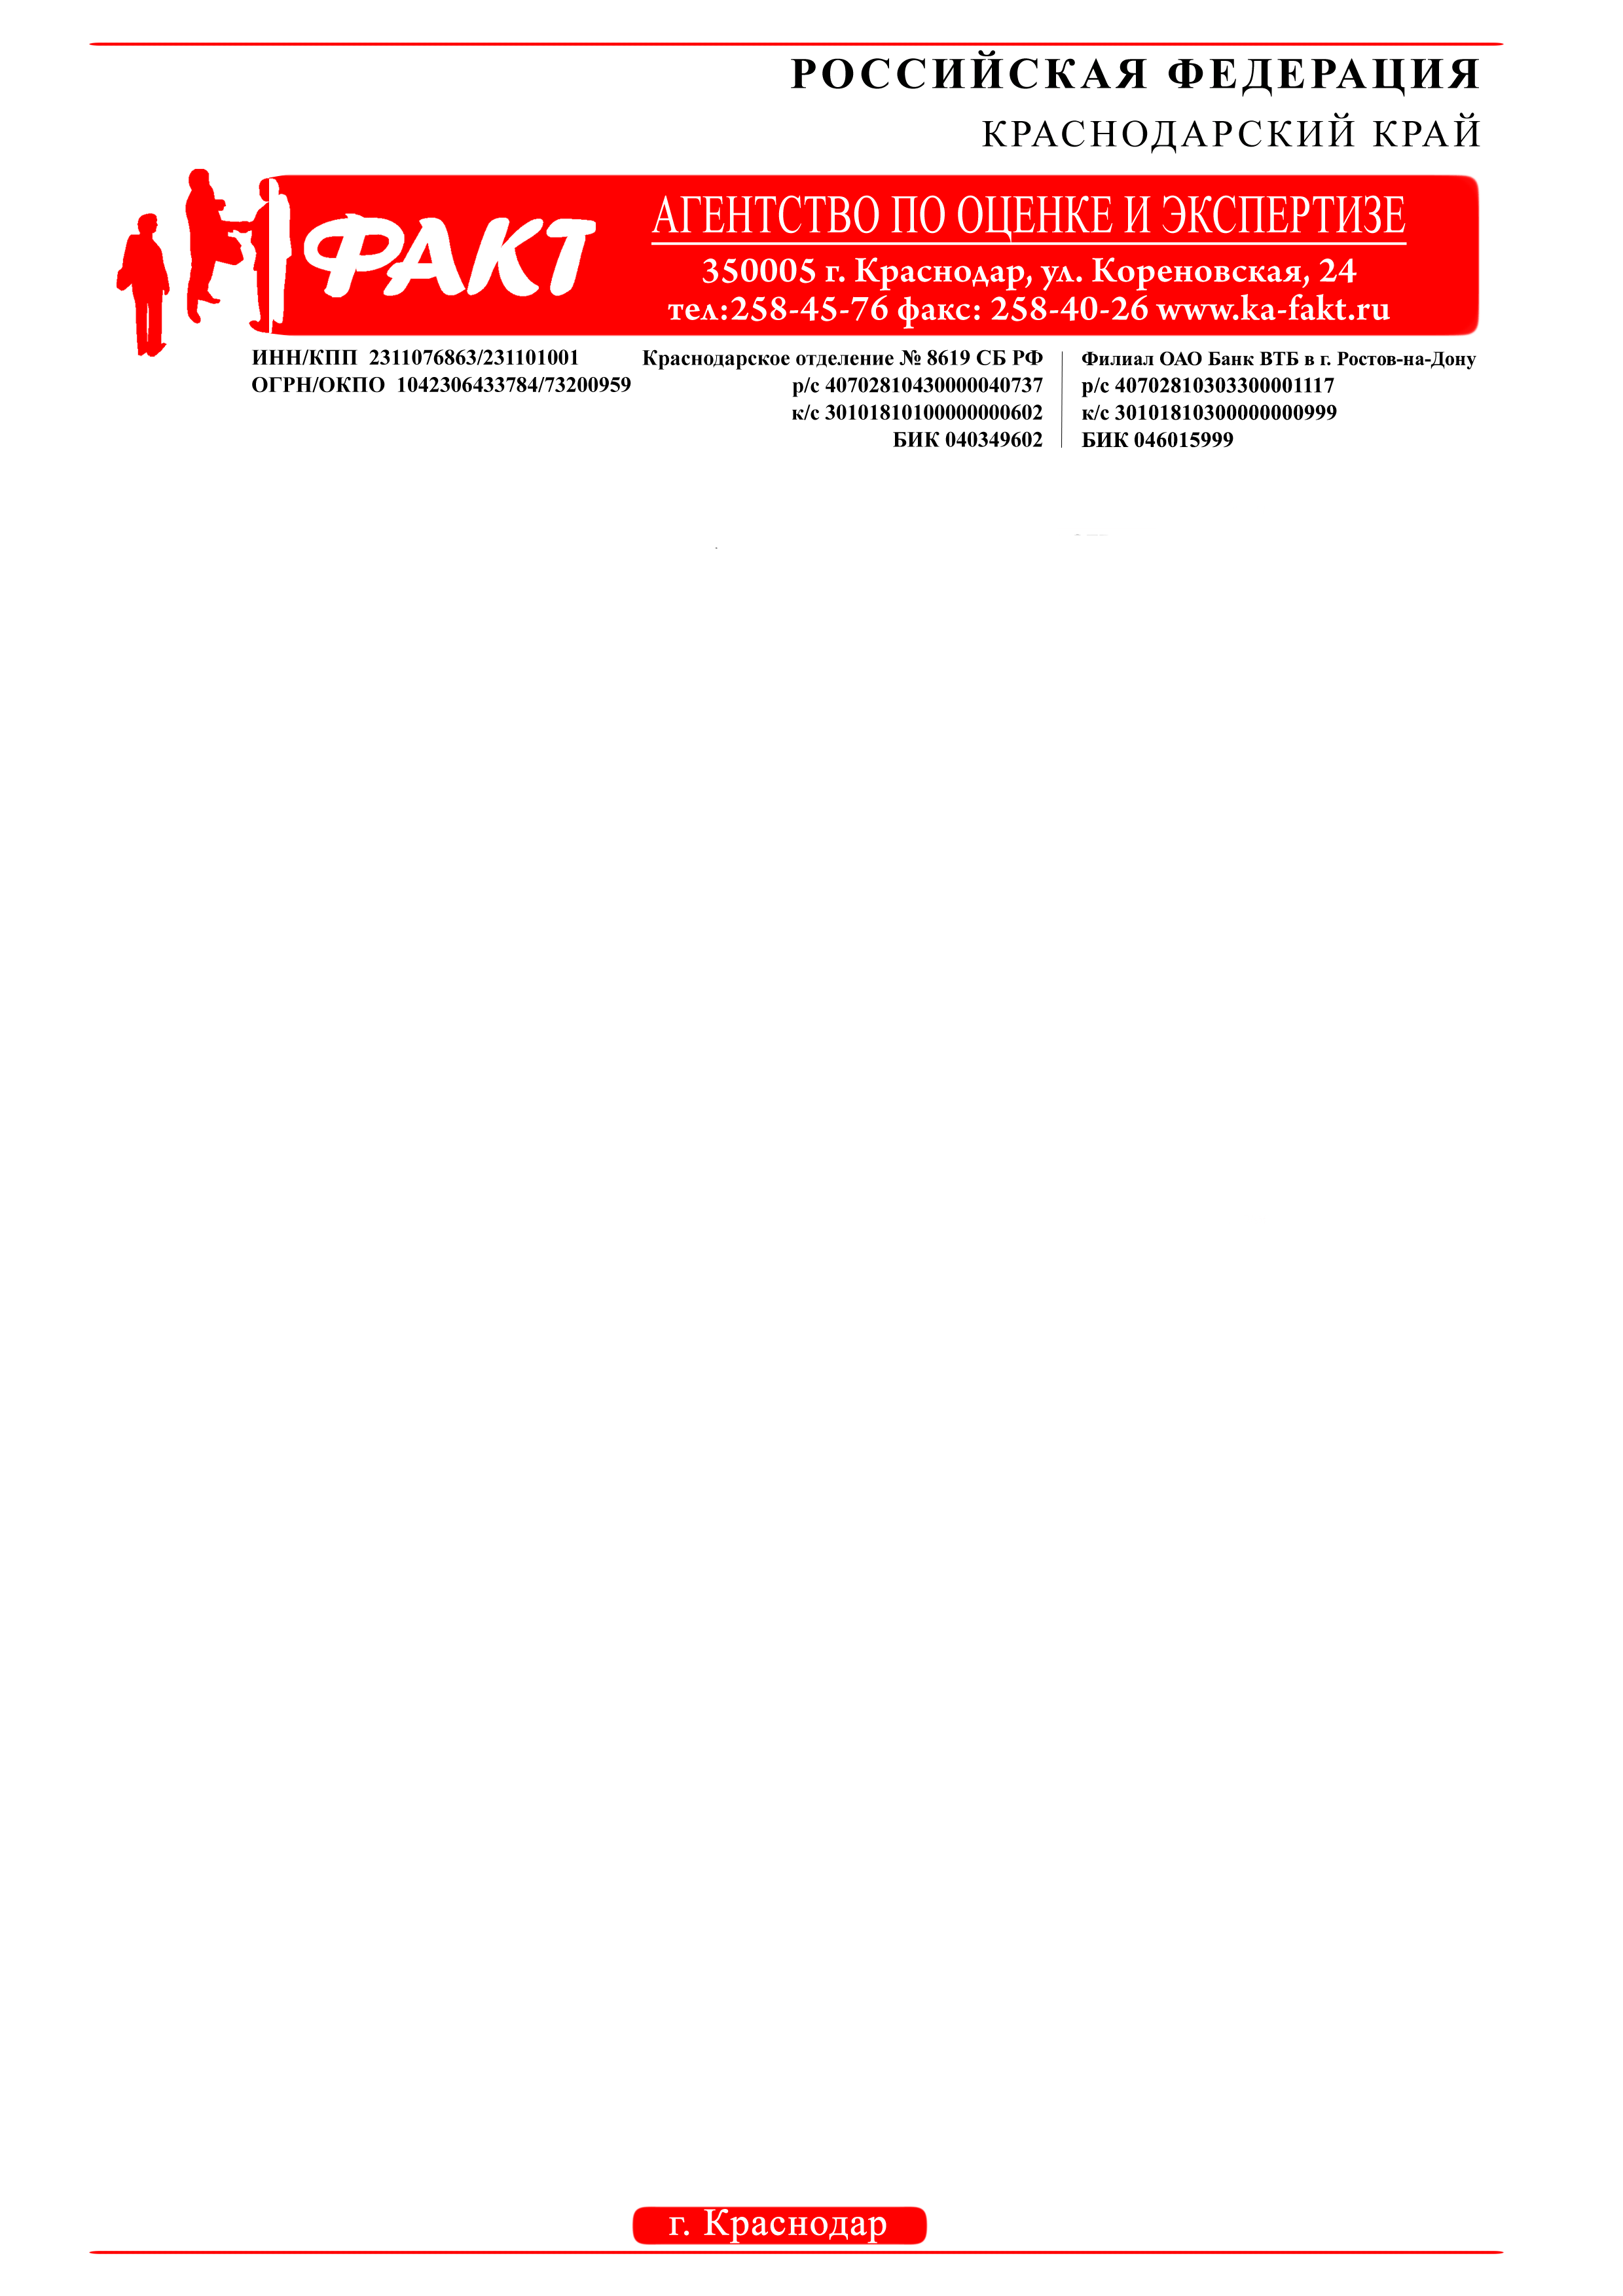 РОССИЙСКАЯ ФЕДЕРАЦИЯ
КРАСНОДАРСКИЙ КРАЙ
ФАКТ
АГЕНТСТВО ПО ОЦЕНКЕ И ЭКСПЕРТИЗЕ
350005 г. Краснодар, ул. Кореновская, 24
тел:258-45-76 факс: 258-40-26 www.ka-fakt.ru
ИНН/КПП 2311076863/231101001
ОГРН/ОКПО 1042306433784/73200959
Краснодарское отделение № 8619 СБ РФ
р/с 40702810430000040737
к/с 30101810100000000602
БИК 040349602
Филиал ОАО Банк ВТБ в г. Ростов-на-Дону
р/с 40702810303300001117
к/с 30101810300000000999
БИК 046015999
г. Краснодар